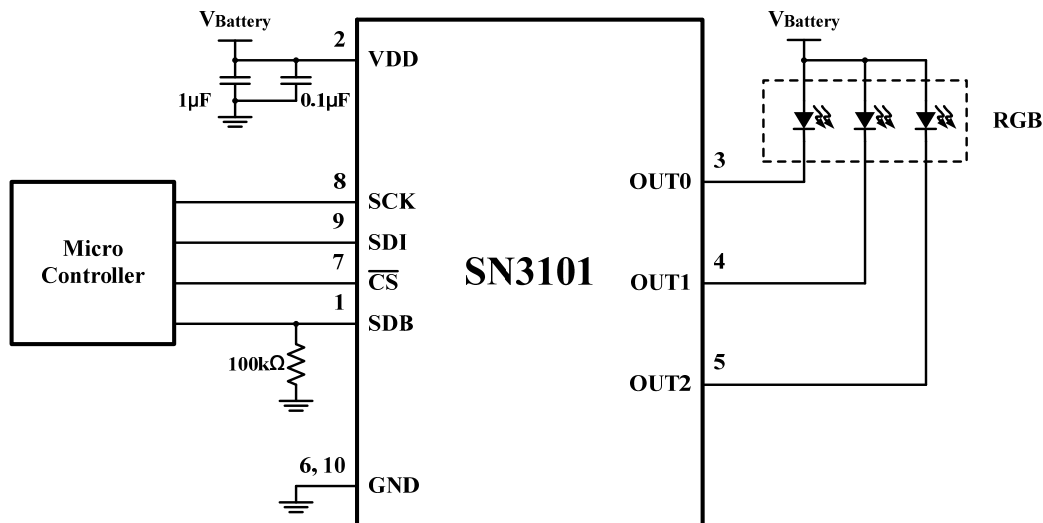 VBattery
2
VDD
1µF
0.1µF
Micro
Controller
8
SCK
9
SDI
7
CS
1
SDB
100kΩ
6, 10
GND
SN3101
VBattery
RGB
3
OUT0
4
OUT1
5
OUT2